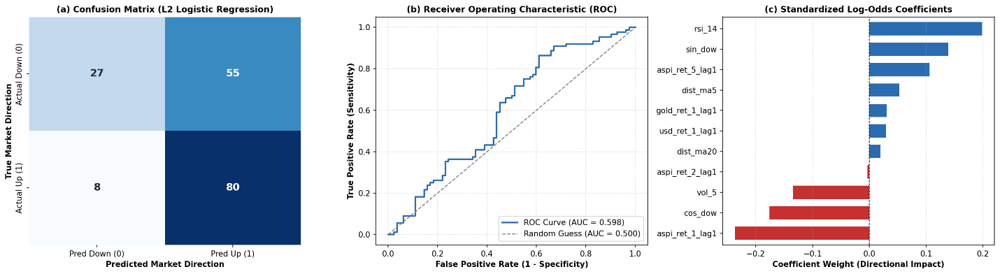 (a) Confusion Matrix (L2 Logistic Regression)
True Market Direction
Actual Down (0)
Actual Up (1)
27
55
8
80
Pred Down (0)
Pred Up (1)
Predicted Market Direction
(b) Receiver Operating Characteristic (ROC)
True Positive Rate (Sensitivity)
1.0
0.8
0.6
0.4
0.2
0.0
ROC Curve (AUC = 0.598)
Random Guess (AUC = 0.500)
0.0
0.2
0.4
0.6
0.8
1.0
False Positive Rate (1 - Specificity)
(c) Standardized Log-Odds Coefficients
rsi_14
sin_dow
aspi_ret_5_lag1
dist_ma5
gold_ret_1_lag1
usd_ret_1_lag1
dist_ma20
aspi_ret_2_lag1
vol_5
cos_dow
aspi_ret_1_lag1
−0.2
−0.1
0.0
0.1
0.2
Coefficient Weight (Directional Impact)